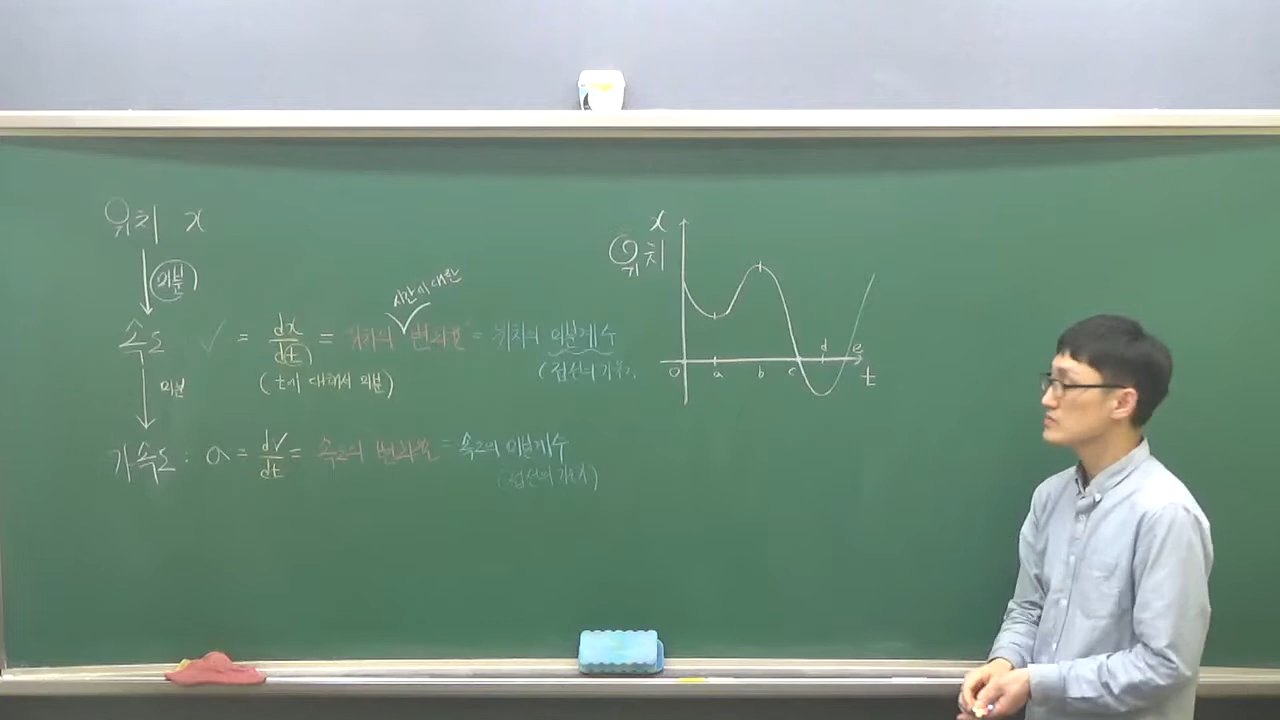 위치 x
미분
시간에 대한
속도 v = dx/dt = 위치의 변화율 = 위치의 미분계수
(t에 대해서 미분)
(접선의 기울기)
미분
가속도 : a = dv/dt = 속도의 변화율 = 속도의 미분계수
(접선의 기울기)
x
위치
O a b c d e
t